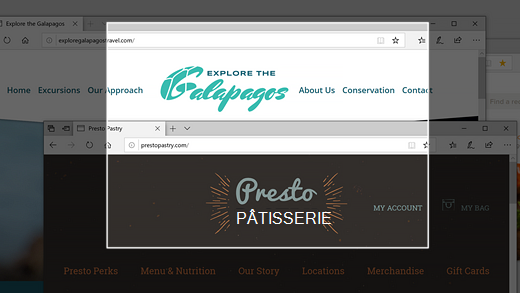 Explore the Galapagos
exploregalapagostravel.com/
Home Excursions Our Approach
EXPLORE THE
Galapagos
About Us Conservation Contact
Find a res
Presto Pastry
prestopastry.com/
Presto
PÂTISSERIE
MY ACCOUNT MY BAG
Presto Perks Menu & Nutrition Our Story Locations Merchandise Gift Cards